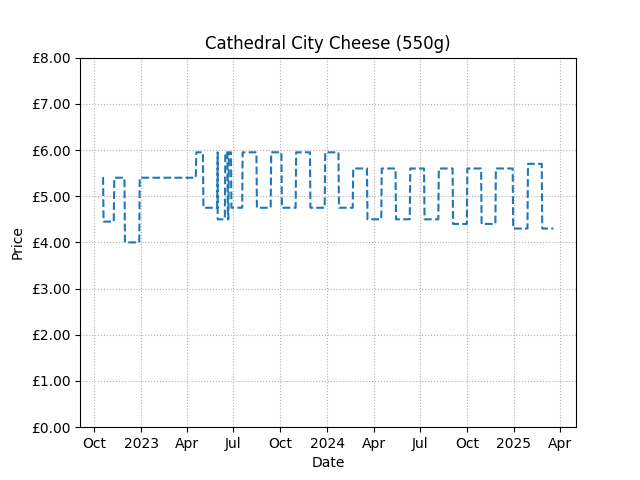 Cathedral City Cheese (550g)
£8.00
£7.00
£6.00
£5.00
£4.00
£3.00
£2.00
£1.00
£0.00
Price
Oct 2023 Apr Jul Oct 2024 Apr Jul Oct 2025 Apr
Date